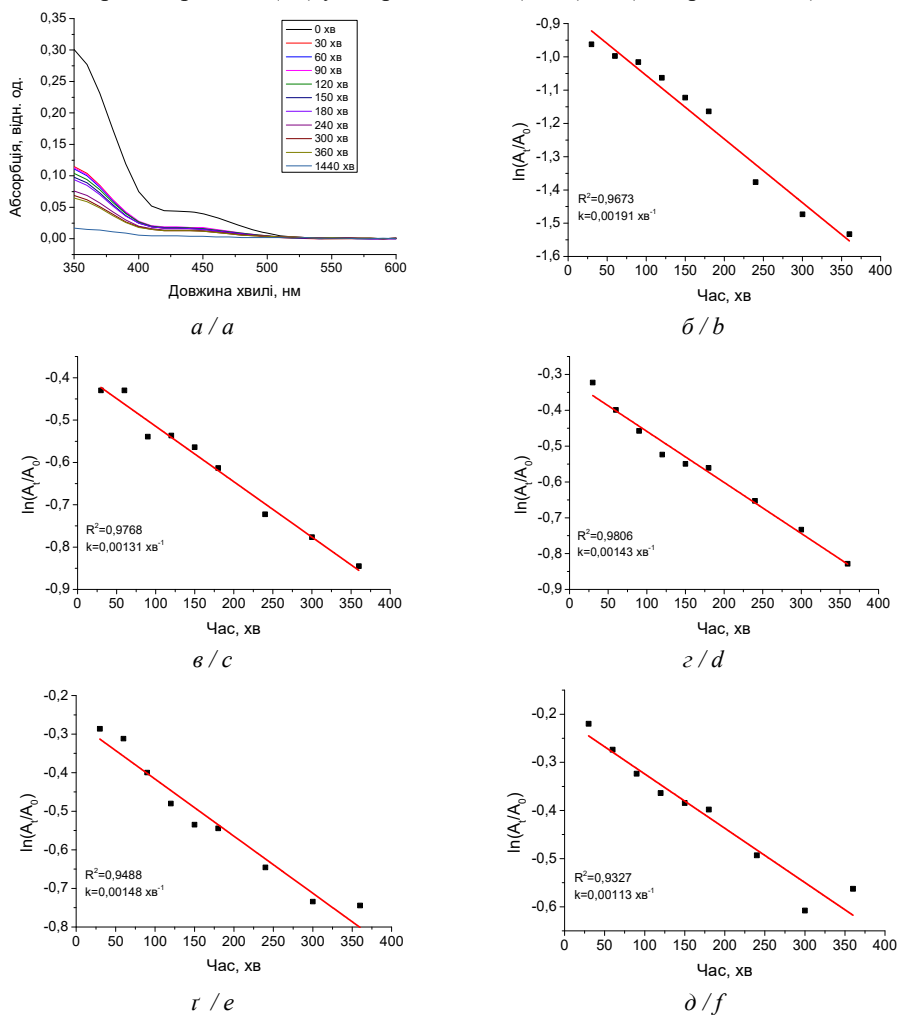 0,35
0,30
0,25
0,20
0,15
0,10
0,05
0,00
Абсорбція, відн. од.
0 хв
30 хв
60 хв
90 хв
120 хв
150 хв
180 хв
240 хв
300 хв
360 хв
1440 хв
350 400 450 500 550 600
Довжина хвилі, нм
а / a
-0,9
-1,0
-1,1
-1,2
-1,3
-1,4
-1,5
-1,6
ln(Aₜ/A₀)
R²=0,9673
k=0,00191 хв⁻¹
0 50 100 150 200 250 300 350 400
Час, хв
б / b
-0,4
-0,5
-0,6
-0,7
-0,8
-0,9
ln(Aₜ/A₀)
R²=0,9768
k=0,00131 хв⁻¹
0 50 100 150 200 250 300 350 400
Час, хв
в / c
-0,3
-0,4
-0,5
-0,6
-0,7
-0,8
-0,9
ln(Aₜ/A₀)
R²=0,9806
k=0,00143 хв⁻¹
0 50 100 150 200 250 300 350 400
Час, хв
г / d
-0,2
-0,3
-0,4
-0,5
-0,6
-0,7
-0,8
ln(Aₜ/A₀)
R²=0,9488
k=0,00148 хв⁻¹
0 50 100 150 200 250 300 350 400
Час, хв
ґ / e
-0,2
-0,3
-0,4
-0,5
-0,6
ln(Aₜ/A₀)
R²=0,9327
k=0,00113 хв⁻¹
0 50 100 150 200 250 300 350 400
Час, хв
д / f